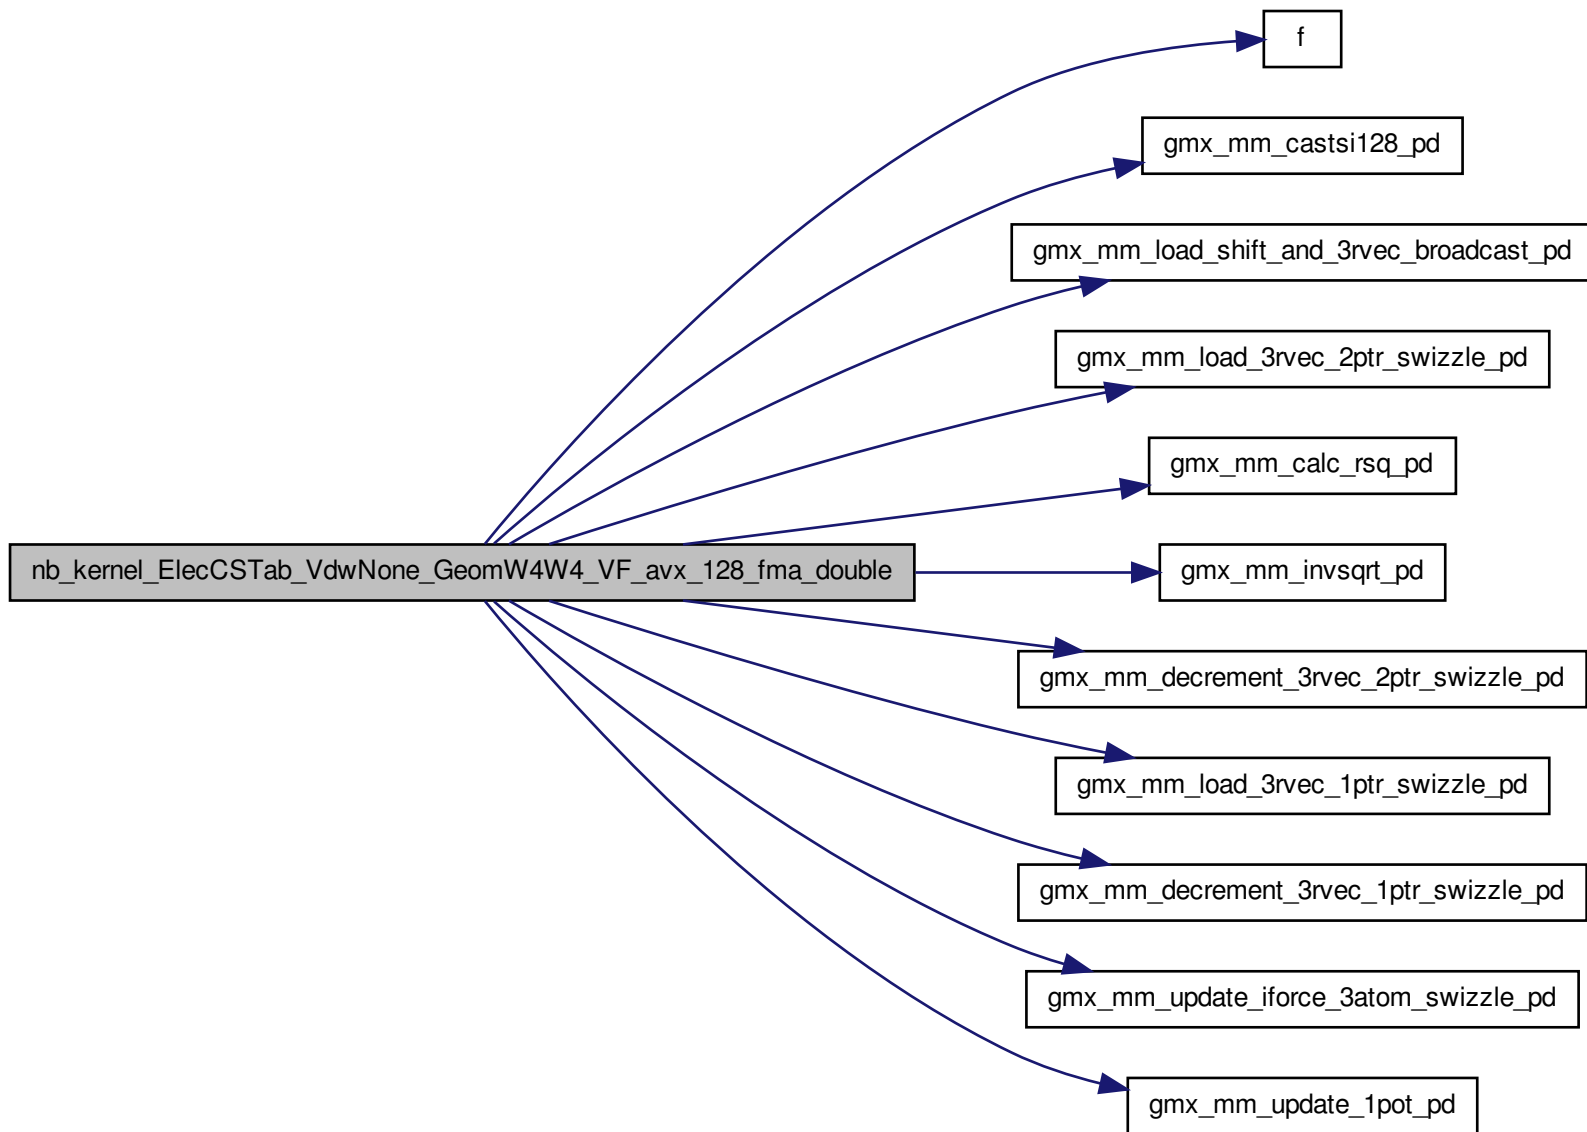 f
gmx_mm_castsi128_pd
gmx_mm_load_shift_and_3rvec_broadcast_pd
gmx_mm_load_3rvec_2ptr_swizzle_pd
gmx_mm_calc_rsq_pd
nb_kernel_ElecCSTab_VdwNone_GeomW4W4_VF_avx_128_fma_double
gmx_mm_invsqrt_pd
gmx_mm_decrement_3rvec_2ptr_swizzle_pd
gmx_mm_load_3rvec_1ptr_swizzle_pd
gmx_mm_decrement_3rvec_1ptr_swizzle_pd
gmx_mm_update_iforce_3atom_swizzle_pd
gmx_mm_update_1pot_pd